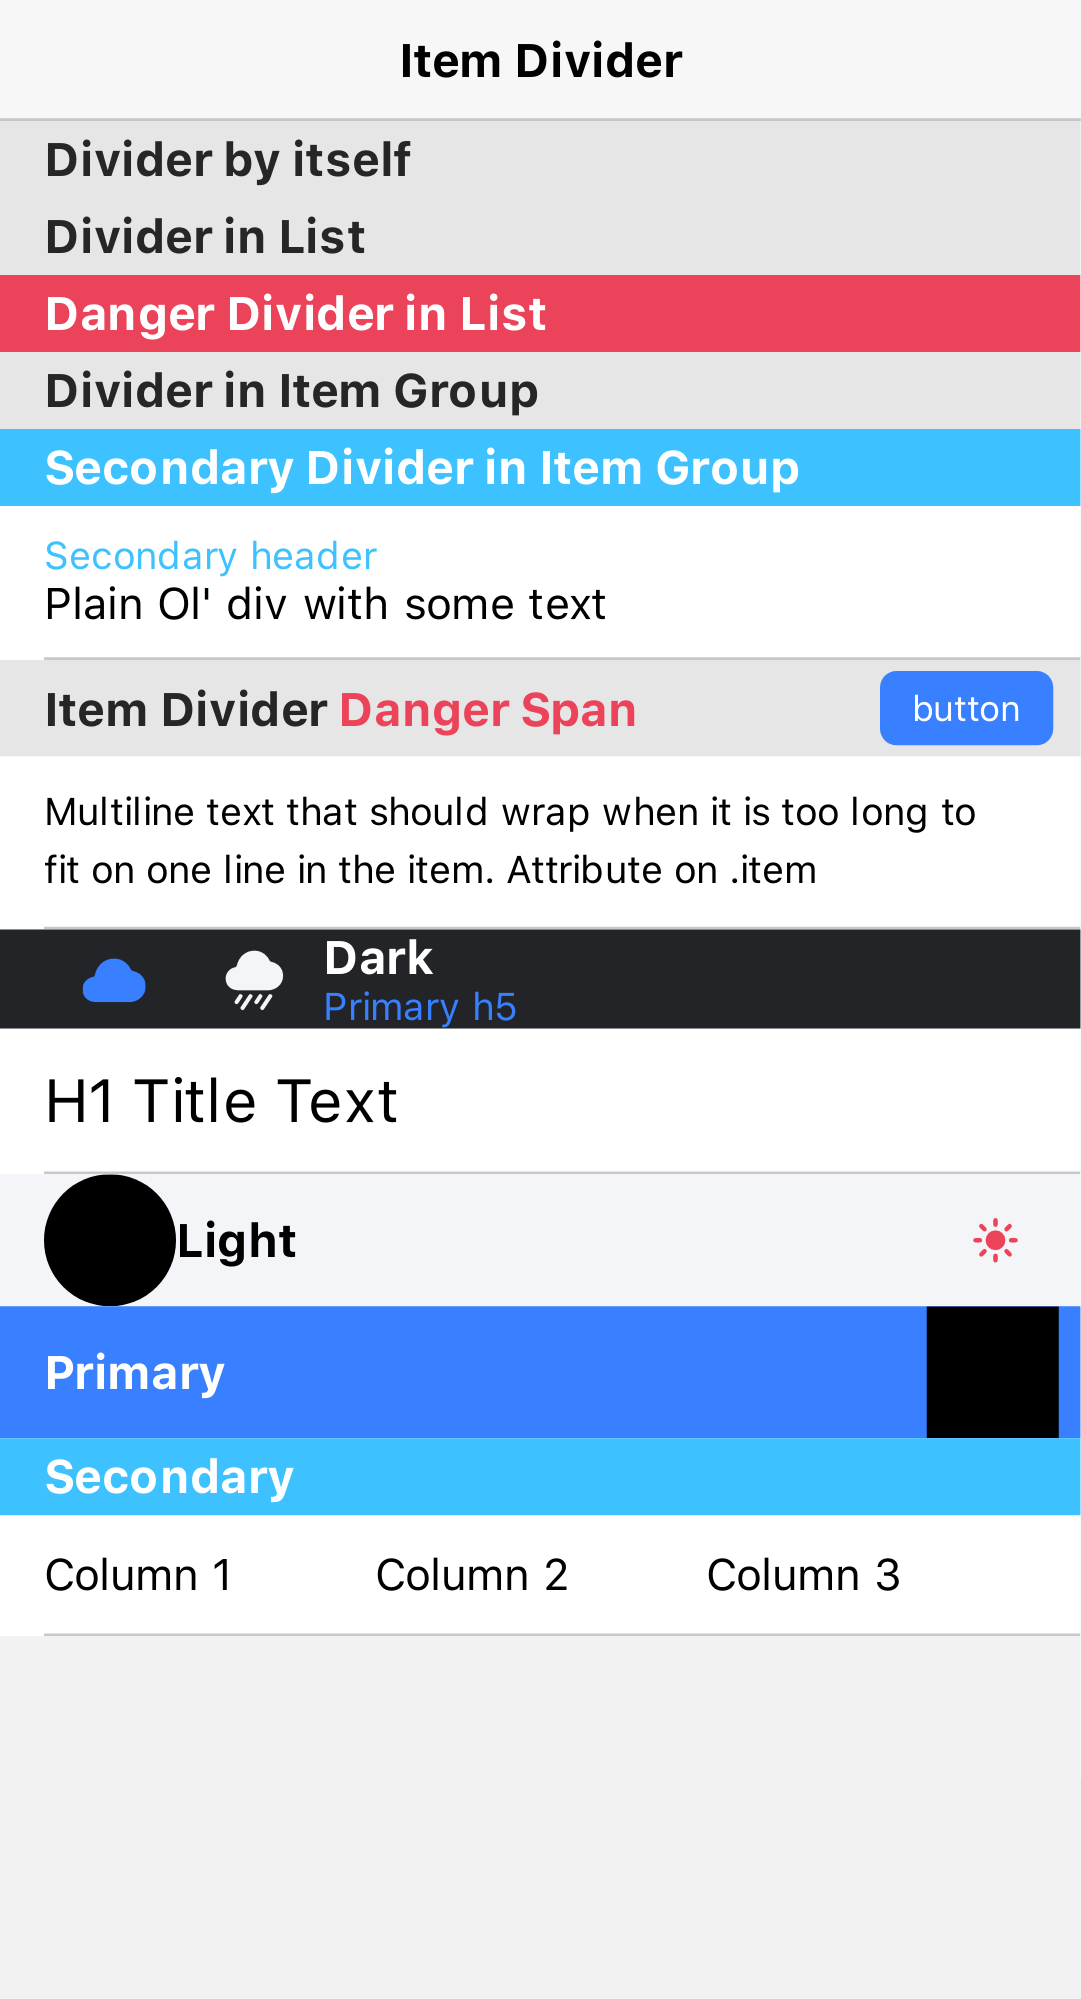 Item Divider
Divider by itself
Divider in List
Danger Divider in List
Divider in Item Group
Secondary Divider in Item Group
Secondary header
Plain Ol' div with some text
Item Divider Danger Span button
Multiline text that should wrap when it is too long to
fit on one line in the item. Attribute on .item
Dark
Primary h5
H1 Title Text
Light
Primary
Secondary
Column 1 Column 2 Column 3